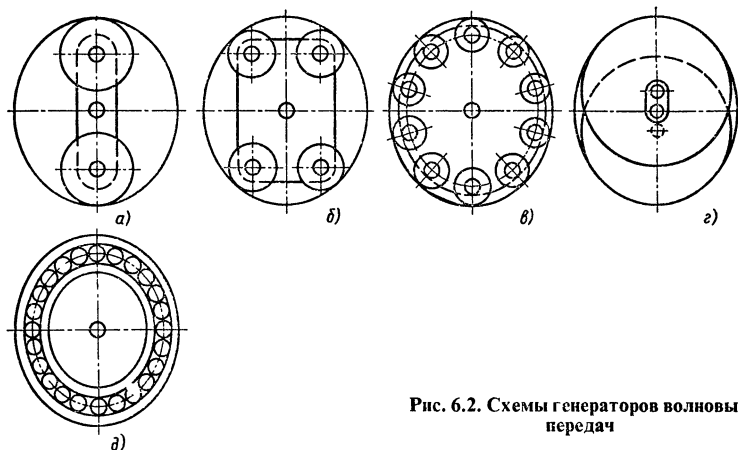 а)
б)
в)
г)
д)
Рис. 6.2. Схемы генераторов волновы
передач